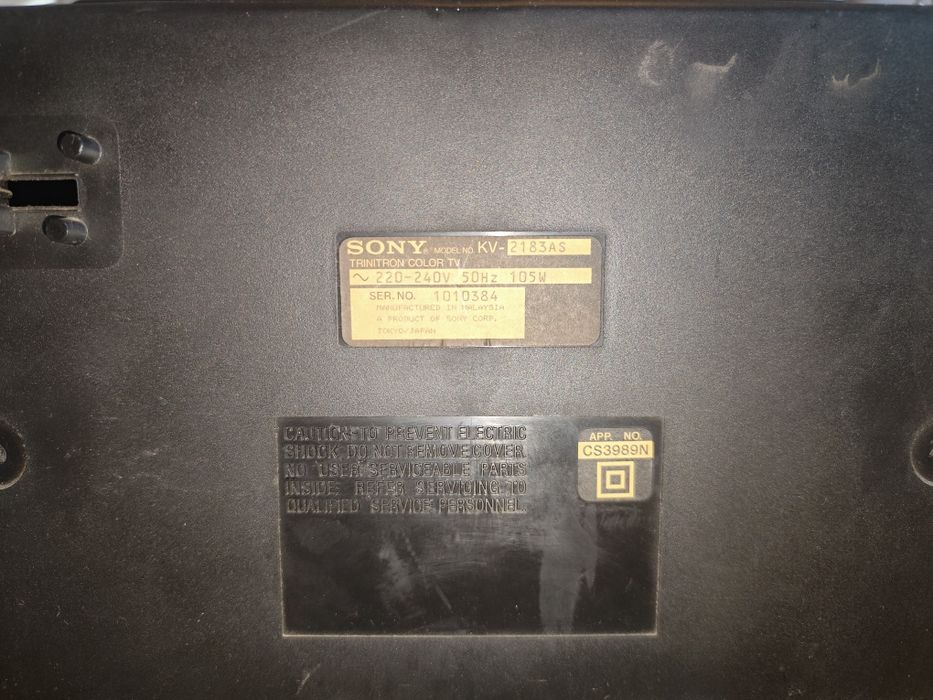 SONY® MODEL NO. KV-2183AS
TRINITRON COLOR TV
~ 220-240V 50Hz 105W
SER. NO. 1010384
MANUFACTURED IN MALAYSIA
A PRODUCT OF SONY CORP.
TOKYO/JAPAN
CAUTION-TO PREVENT ELECTRIC
SHOCK, DO NOT REMOVE COVER.
NO USER SERVICEABLE PARTS
INSIDE. REFER SERVICING TO
QUALIFIED SERVICE PERSONNEL.
APP. NO.
CS3989N